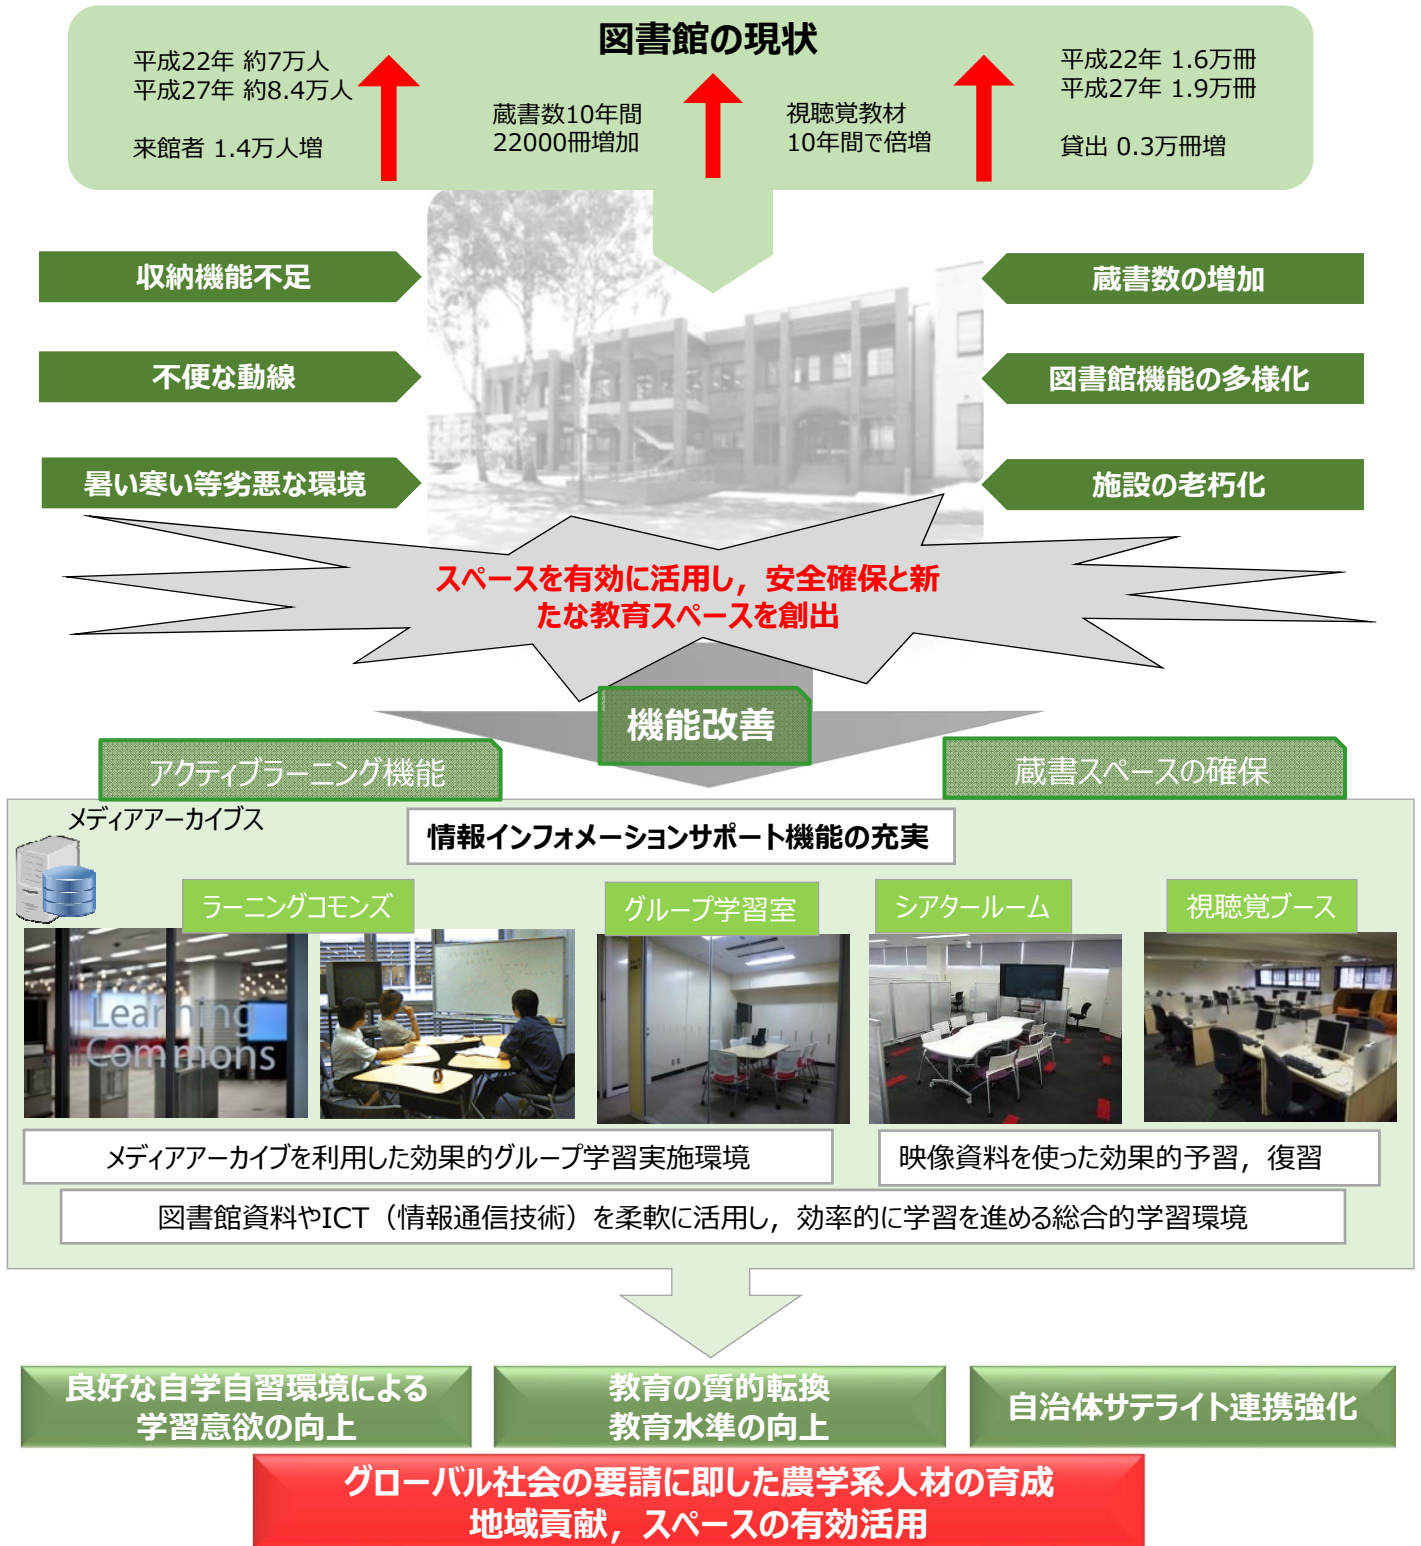 図書館の現状
平成22年 約7万人
平成27年 約8.4万人
来館者 1.4万人増
蔵書数10年間
22000冊増加
視聴覚教材
10年間で倍増
平成22年 1.6万冊
平成27年 1.9万冊
貸出 0.3万冊増
収納機能不足
不便な動線
暑い寒い等劣悪な環境
蔵書数の増加
図書館機能の多様化
施設の老朽化
スペースを有効に活用し，安全確保と新
たな教育スペースを創出
機能改善
アクティブラーニング機能
蔵書スペースの確保
メディアアーカイブス
情報インフォメーションサポート機能の充実
ラーニングコモンズ
グループ学習室
シアタールーム
視聴覚ブース
Learning
Commons
メディアアーカイブを利用した効果的グループ学習実施環境
映像資料を使った効果的予習，復習
図書館資料やICT（情報通信技術）を柔軟に活用し，効率的に学習を進める総合的学習環境
良好な自学自習環境による
学習意欲の向上
教育の質的転換
教育水準の向上
自治体サテライト連携強化
グローバル社会の要請に即した農学系人材の育成
地域貢献，スペースの有効活用